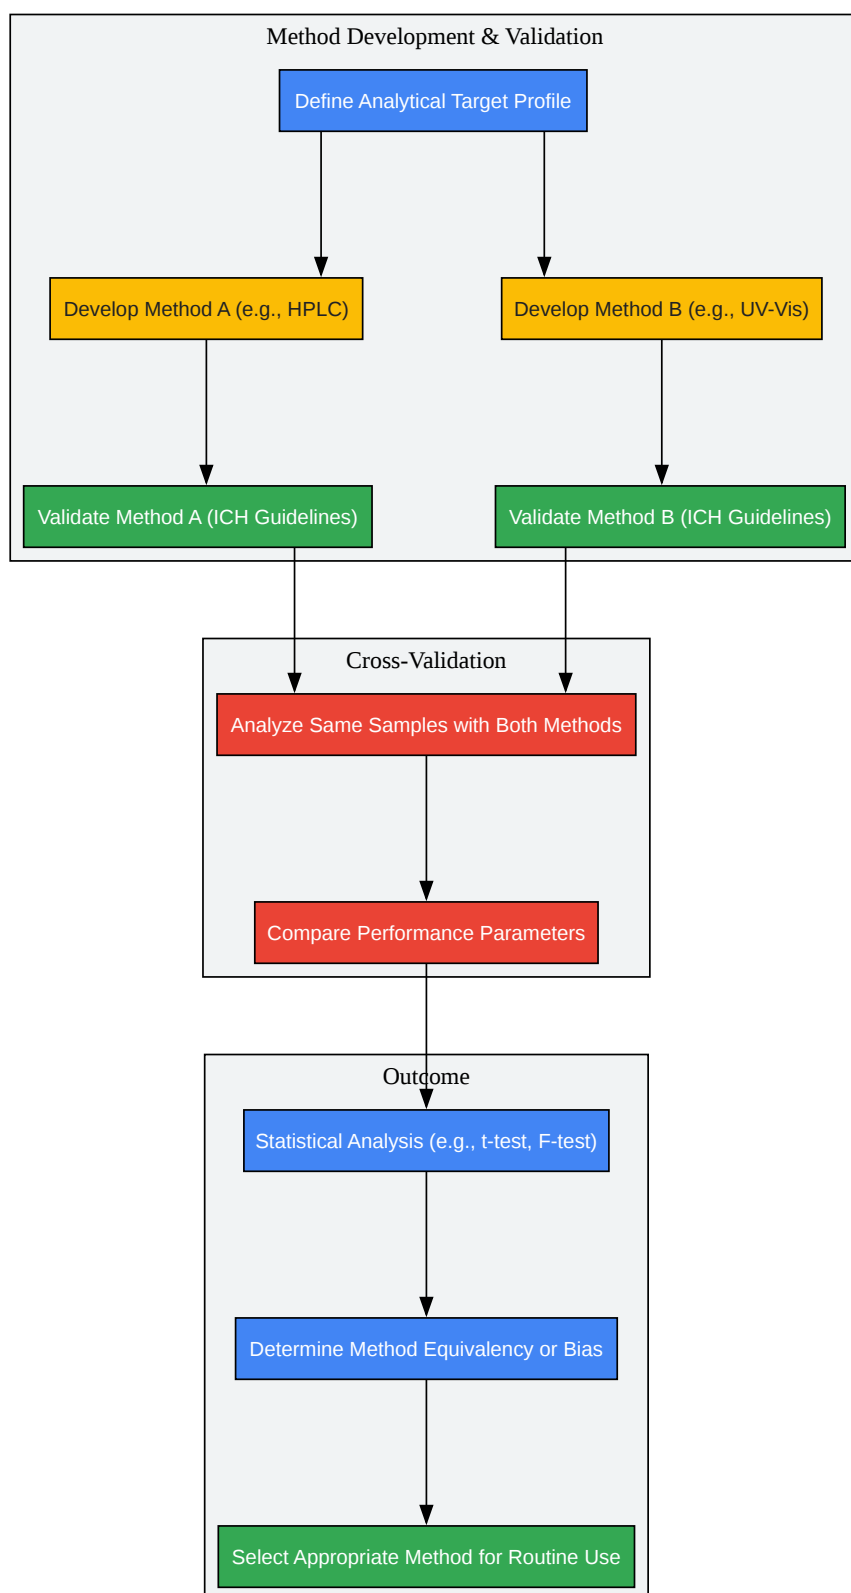 Method Development & Validation
Define Analytical Target Profile
Develop Method A (e.g., HPLC)
Develop Method B (e.g., UV-Vis)
Validate Method A (ICH Guidelines)
Validate Method B (ICH Guidelines)
Cross-Validation
Analyze Same Samples with Both Methods
Compare Performance Parameters
Outcome
Statistical Analysis (e.g., t-test, F-test)
Determine Method Equivalency or Bias
Select Appropriate Method for Routine Use